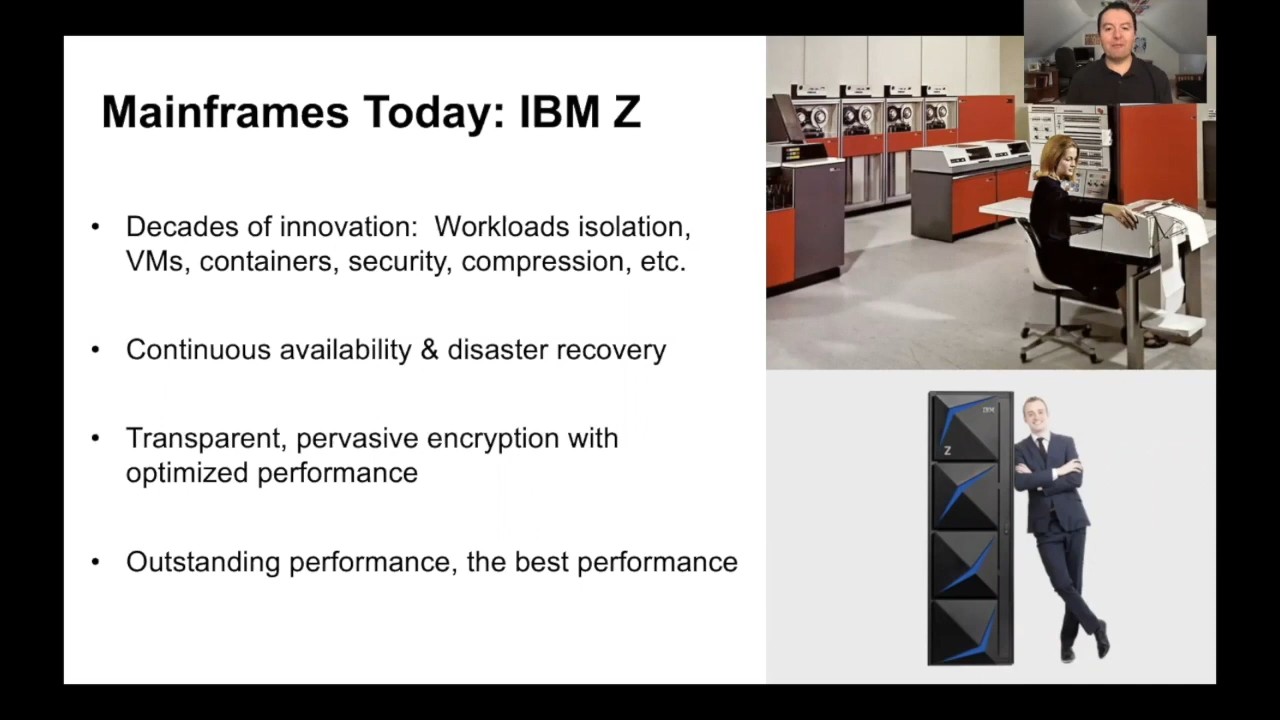 Mainframes Today: IBM Z
• Decades of innovation:  Workloads isolation,
VMs, containers, security, compression, etc.
• Continuous availability & disaster recovery
• Transparent, pervasive encryption with
optimized performance
• Outstanding performance, the best performance
IBM
Z